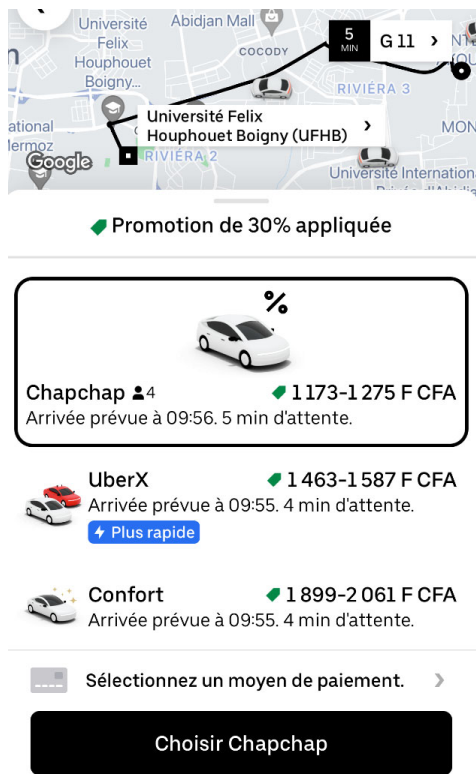 Université
Felix
Houphouet
Boigny...
Abidjan Mall
COCODY
5
MIN
G 11
RIVIÉRA 3
Université Felix
Houphouet Boigny (UFHB)
ational
Google
RIVIÉRA 2
MON
Université Internation
Promotion de 30% appliquée
%
Chapchap 4 1 173-1 275 F CFA
Arrivée prévue à 09:56. 5 min d'attente.
UberX 1 463-1 587 F CFA
Arrivée prévue à 09:55. 4 min d'attente.
Plus rapide
Confort 1 899-2 061 F CFA
Arrivée prévue à 09:55. 4 min d'attente.
Sélectionnez un moyen de paiement.
Choisir Chapchap